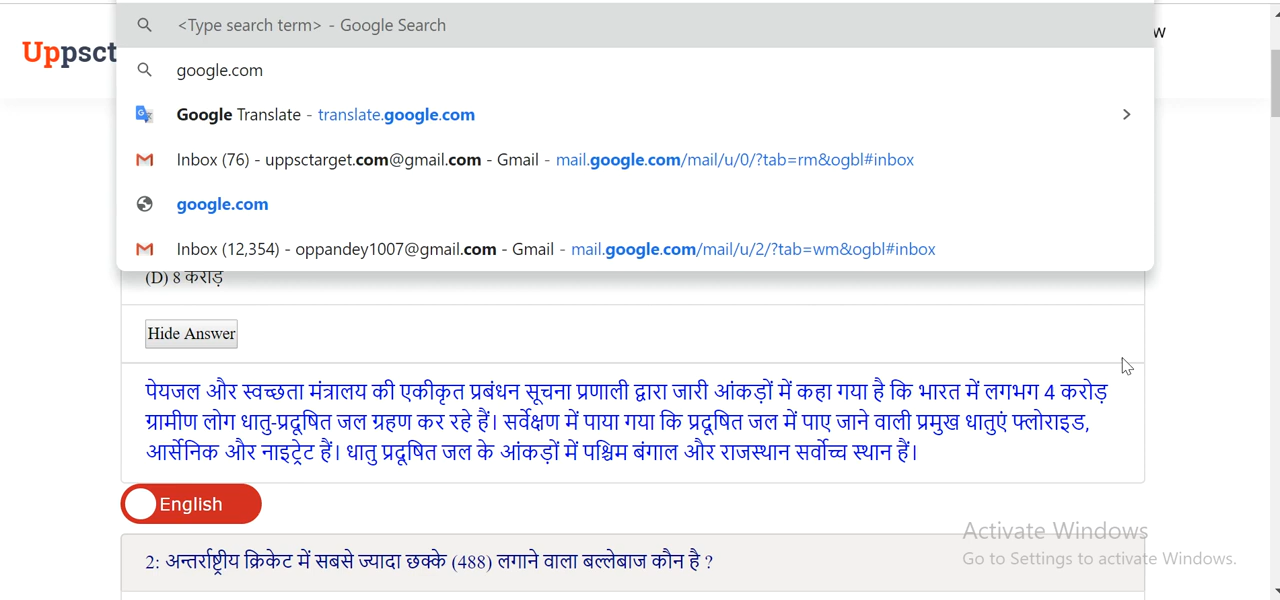 <Type search term> - Google Search
Uppsct
w
google.com
Google Translate - translate.google.com
Inbox (76) - uppsctarget.com@gmail.com - Gmail - mail.google.com/mail/u/0/?tab=rm&ogbl#inbox
google.com
Inbox (12,354) - oppandey1007@gmail.com - Gmail - mail.google.com/mail/u/2/?tab=wm&ogbl#inbox
(D) 8 करोड़
Hide Answer
पेयजल और स्वच्छता मंत्रालय की एकीकृत प्रबंधन सूचना प्रणाली द्वारा जारी आंकड़ों में कहा गया है कि भारत में लगभग 4 करोड़
ग्रामीण लोग धातु-प्रदूषित जल ग्रहण कर रहे हैं। सर्वेक्षण में पाया गया कि प्रदूषित जल में पाए जाने वाली प्रमुख धातुएं फ्लोराइड,
आर्सेनिक और नाइट्रेट हैं। धातु प्रदूषित जल के आंकड़ों में पश्चिम बंगाल और राजस्थान सर्वोच्च स्थान हैं।
English
Activate Windows
Go to Settings to activate Windows.
2: अन्तर्राष्ट्रीय क्रिकेट में सबसे ज्यादा छक्के (488) लगाने वाला बल्लेबाज कौन है ?